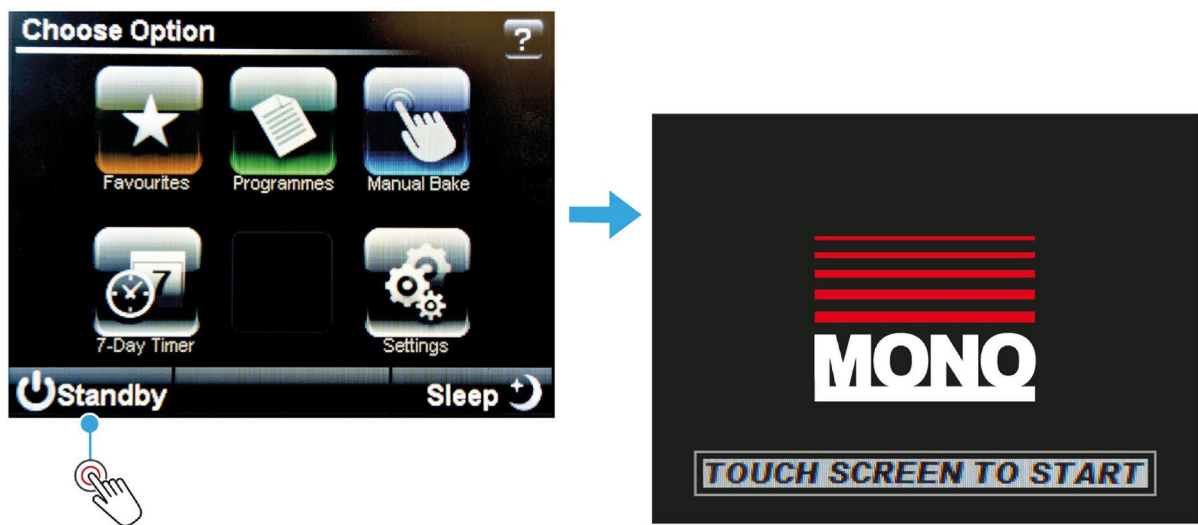 Choose Option
?
Favourites
Programmes
Manual Bake
7
7-Day Timer
Settings
Standby
Sleep
MONO
TOUCH SCREEN TO START